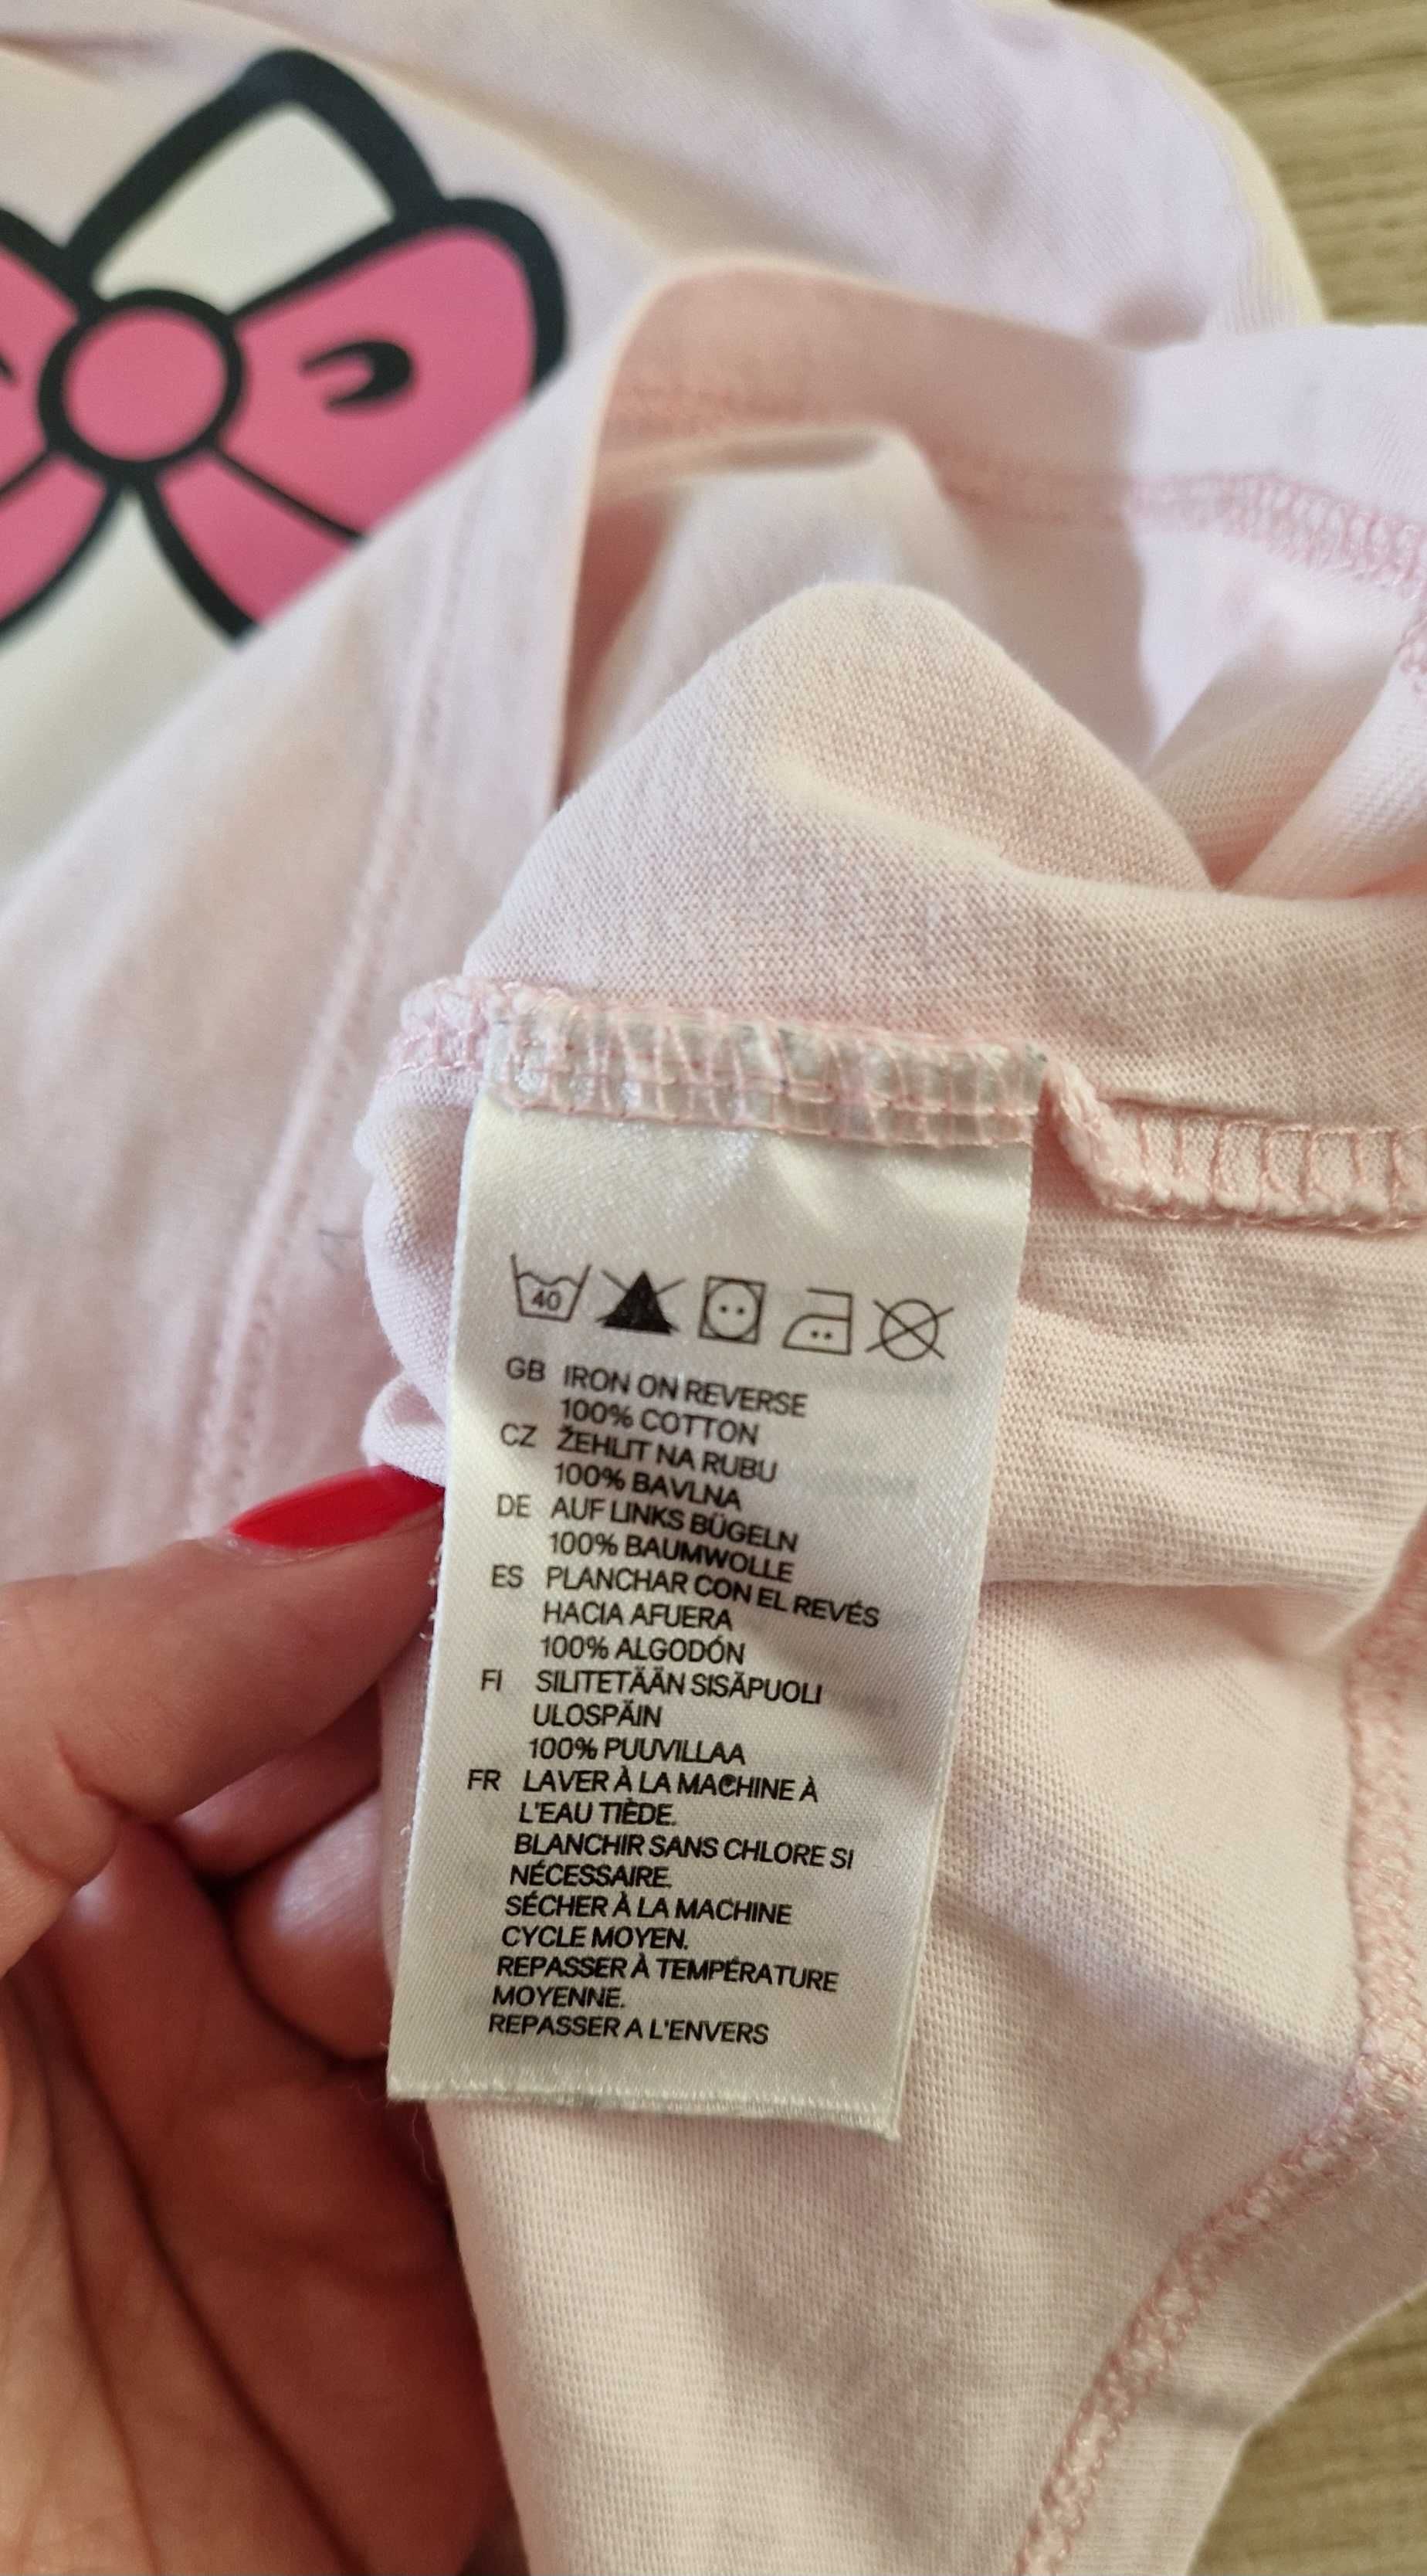 40
GB IRON ON REVERSE
100% COTTON
CZ ŽEHLIT NA RUBU
100% BAVLNA
DE AUF LINKS BÜGELN
100% BAUMWOLLE
ES PLANCHAR CON EL REVÉS
HACIA AFUERA
100% ALGODÓN
FI SILITETÄÄN SISÄPUOLI
ULOSPÄIN
100% PUUVILLAA
FR LAVER À LA MACHINE À
L'EAU TIÈDE.
BLANCHIR SANS CHLORE SI
NÉCESSAIRE.
SÉCHER À LA MACHINE
CYCLE MOYEN.
REPASSER À TEMPÉRATURE
MOYENNE.
REPASSER A L'ENVERS